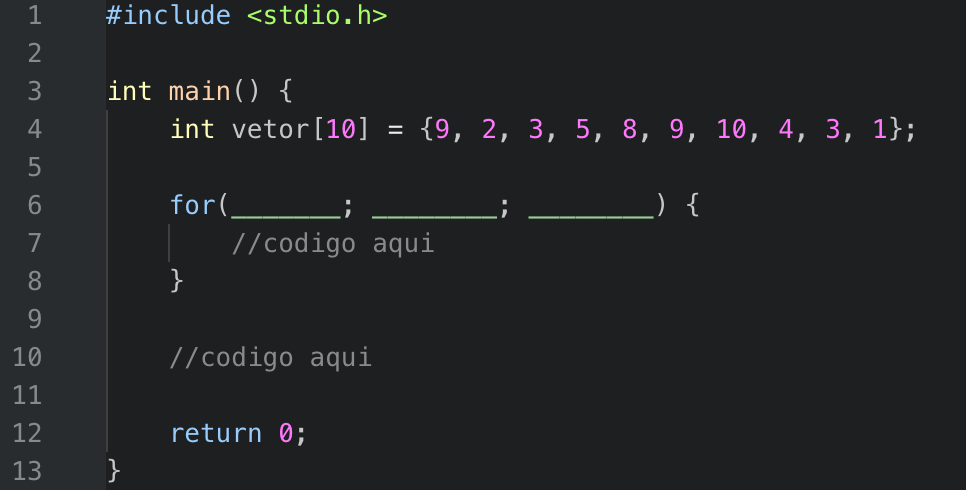 1 #include <stdio.h>
2
3 int main() {
4 int vetor[10] = {9, 2, 3, 5, 8, 9, 10, 4, 3, 1};
5
6 for(_______; ________; ________) {
7 //codigo aqui
8 }
9
10 //codigo aqui
11
12 return 0;
13 }